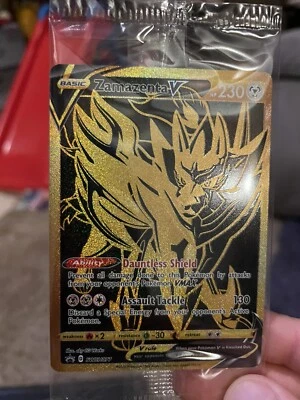 BASIC Zamazenta V 230
Ability Dauntless Shield
Prevent all damage done to this Pokémon by attacks
from your opponent's Pokémon VMAX.
Assault Tackle 130
Discard a Special Energy from your opponent's Active
Pokémon.
weakness ×2 resistance -30 retreat
V rule